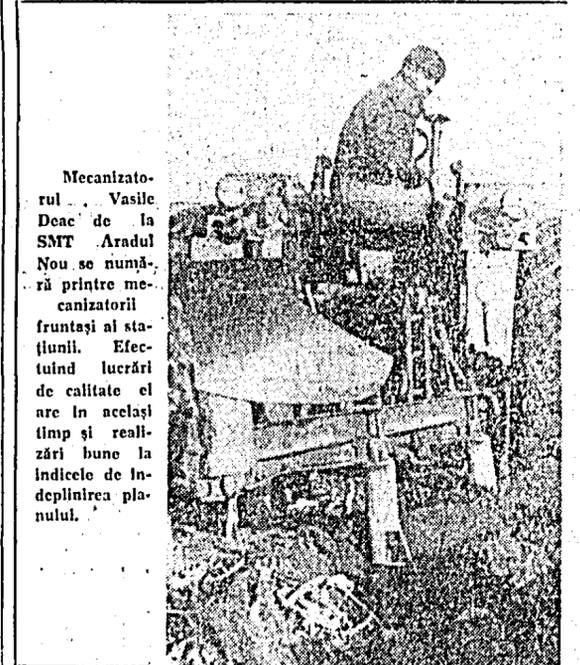 Mecanizato-
rul Vasile
Deac de la
SMT Aradul
Nou se numă-
ră printre me-
canizatorii
fruntași ai sta-
țiunii. Efec-
tuind lucrări
de calitate el
are în același
timp și reali-
zări bune la
indicele de în-
deplinirea pla-
nului.